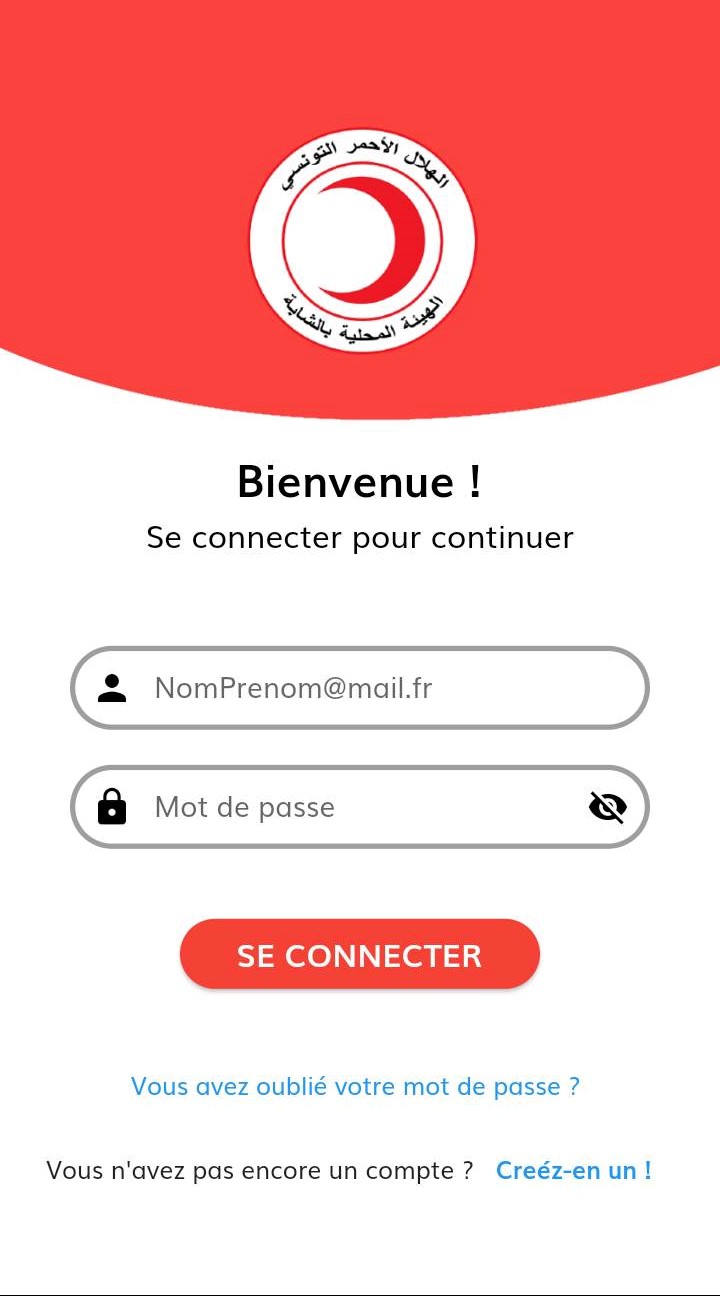 الهلال الأحمر التونسي
الهيئة المحلية بالشابة
Bienvenue !
Se connecter pour continuer
NomPrenom@mail.fr
Mot de passe
SE CONNECTER
Vous avez oublié votre mot de passe ?
Vous n'avez pas encore un compte ? Creéz-en un !